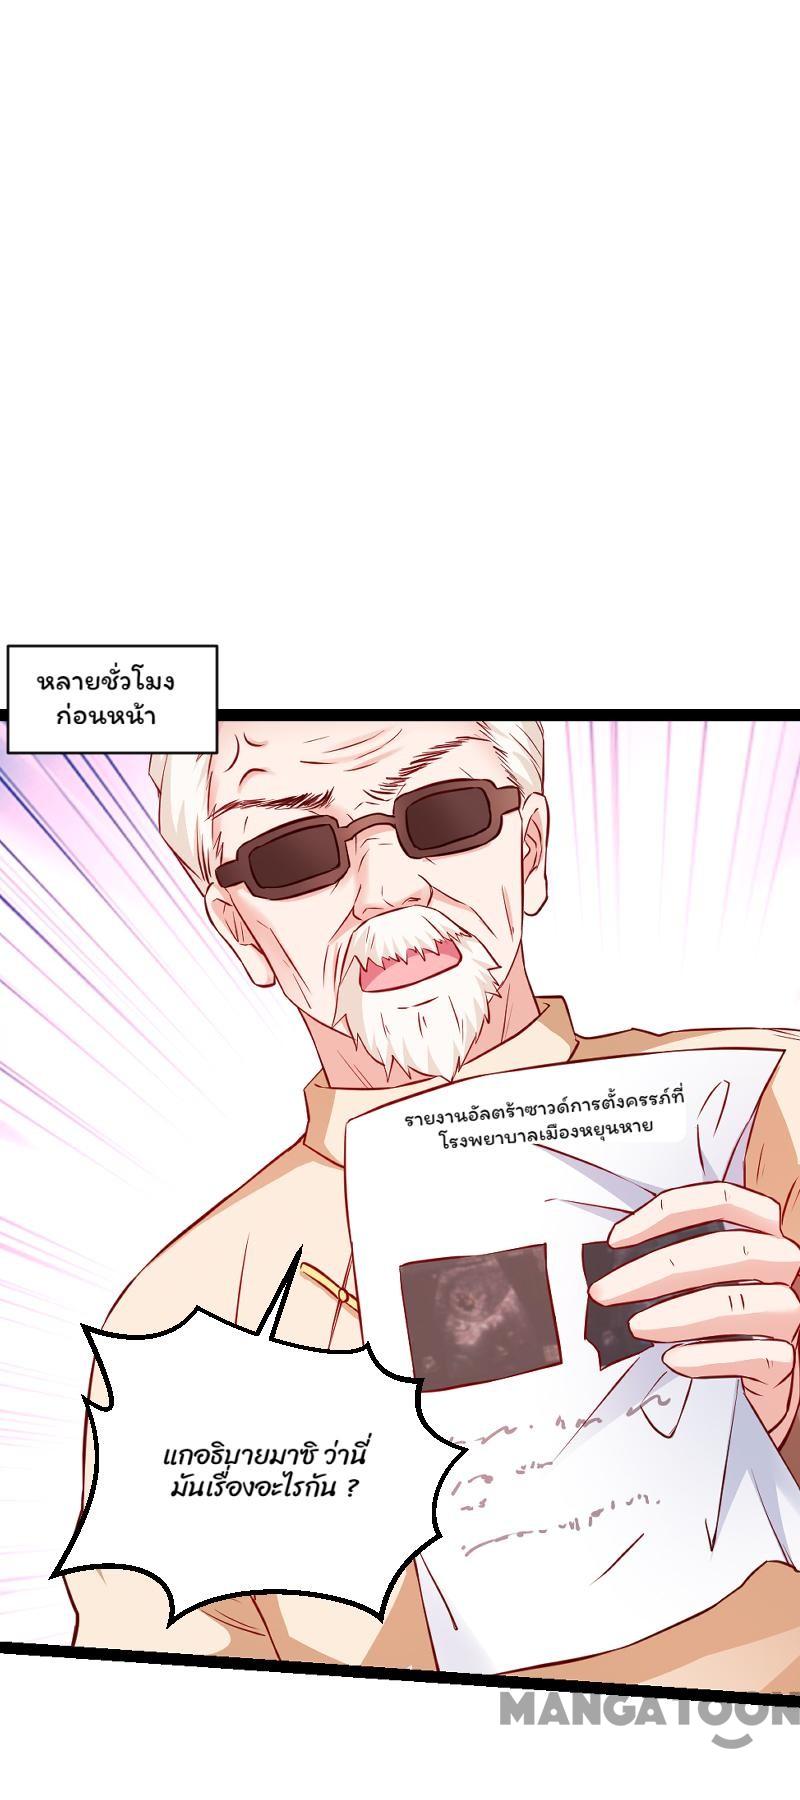 หลายชั่วโมง
ก่อนหน้า
รายงานอัลตร้าซาวด์การตั้งครรภ์ที่
โรงพยาบาลเมืองหยุนหาย
แกอธิบายมาซิ ว่านี่
มันเรื่องอะไรกัน ?
MANGATOON